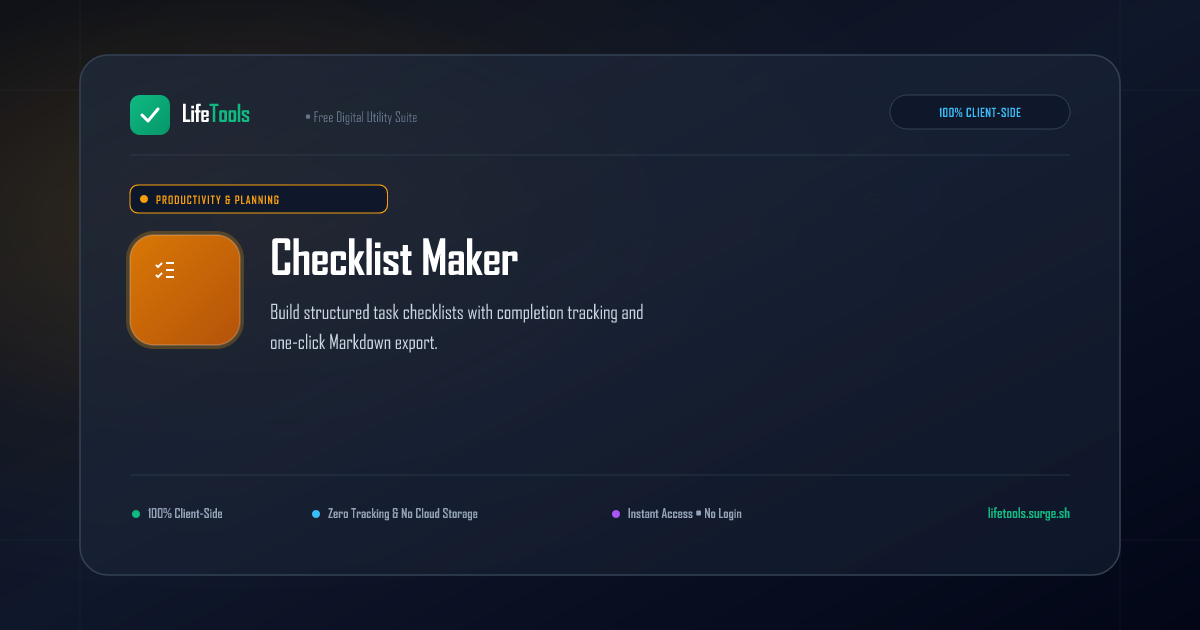 LifeTools
▪ Free Digital Utility Suite
100% CLIENT-SIDE
PRODUCTIVITY & PLANNING
Checklist Maker
Build structured task checklists with completion tracking and
one-click Markdown export.
100% Client-Side
Zero Tracking & No Cloud Storage
Instant Access ▪ No Login
lifetools.surge.sh